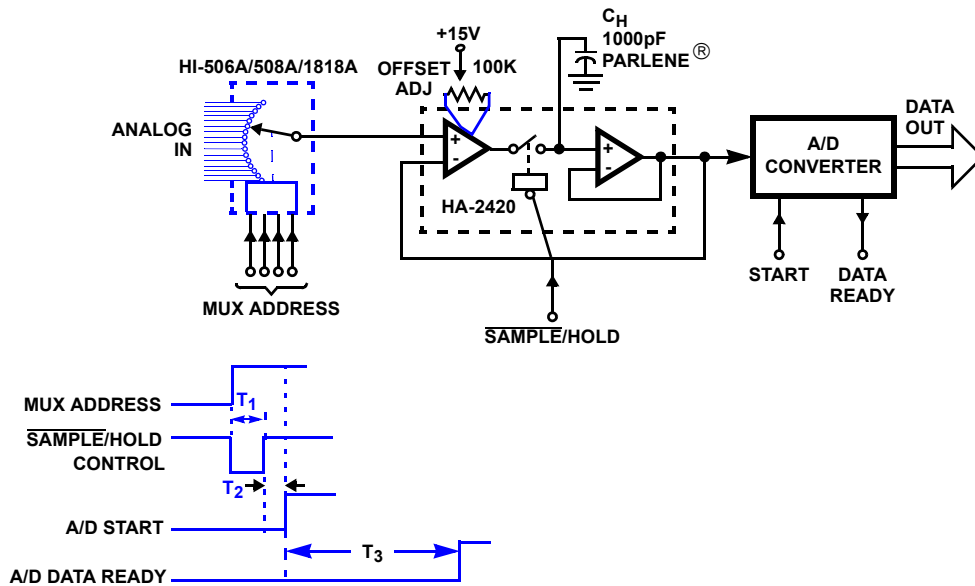 C_H
1000pF
PARLENE ®
+15V
OFFSET
ADJ
100K
HI-506A/508A/1818A
ANALOG
IN
+
-
+
-
HA-2420
A/D
CONVERTER
DATA
OUT
MUX ADDRESS
START
DATA
READY
SAMPLE/HOLD
MUX ADDRESS
T1
SAMPLE/HOLD
CONTROL
T2
A/D START
T3
A/D DATA READY